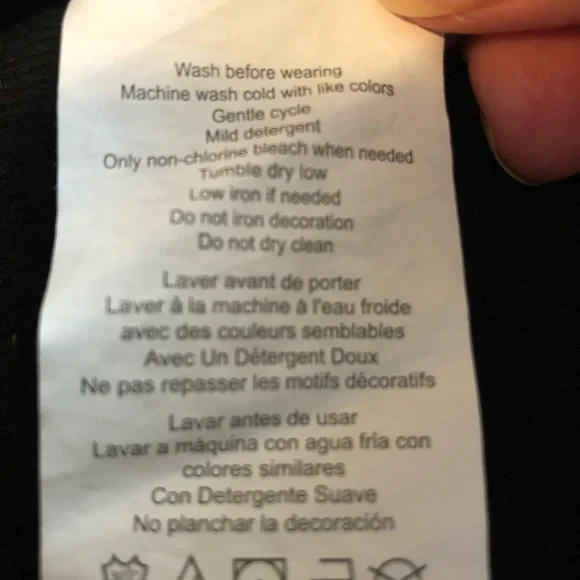 Wash before wearing
Machine wash cold with like colors
Gentle cycle
Mild detergent
Only non-chlorine bleach when needed
Tumble dry low
Low iron if needed
Do not iron decoration
Do not dry clean
Laver avant de porter
Laver à la machine à l'eau froide
avec des couleurs semblables
Avec Un Détergent Doux
Ne pas repasser les motifs décoratifs
Lavar antes de usar
Lavar a máquina con agua fría con
colores similares
Con Detergente Suave
No planchar la decoración